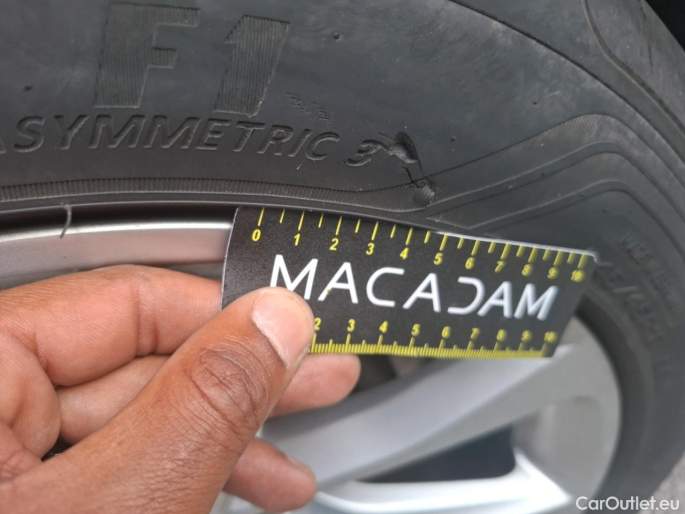 F1
ASYMMETRIC 3
0 1 2 3 4 5 6 7 8 9 10
MACADAM
2 3 4 5 6 7 8 9 10
CarOutlet.eu